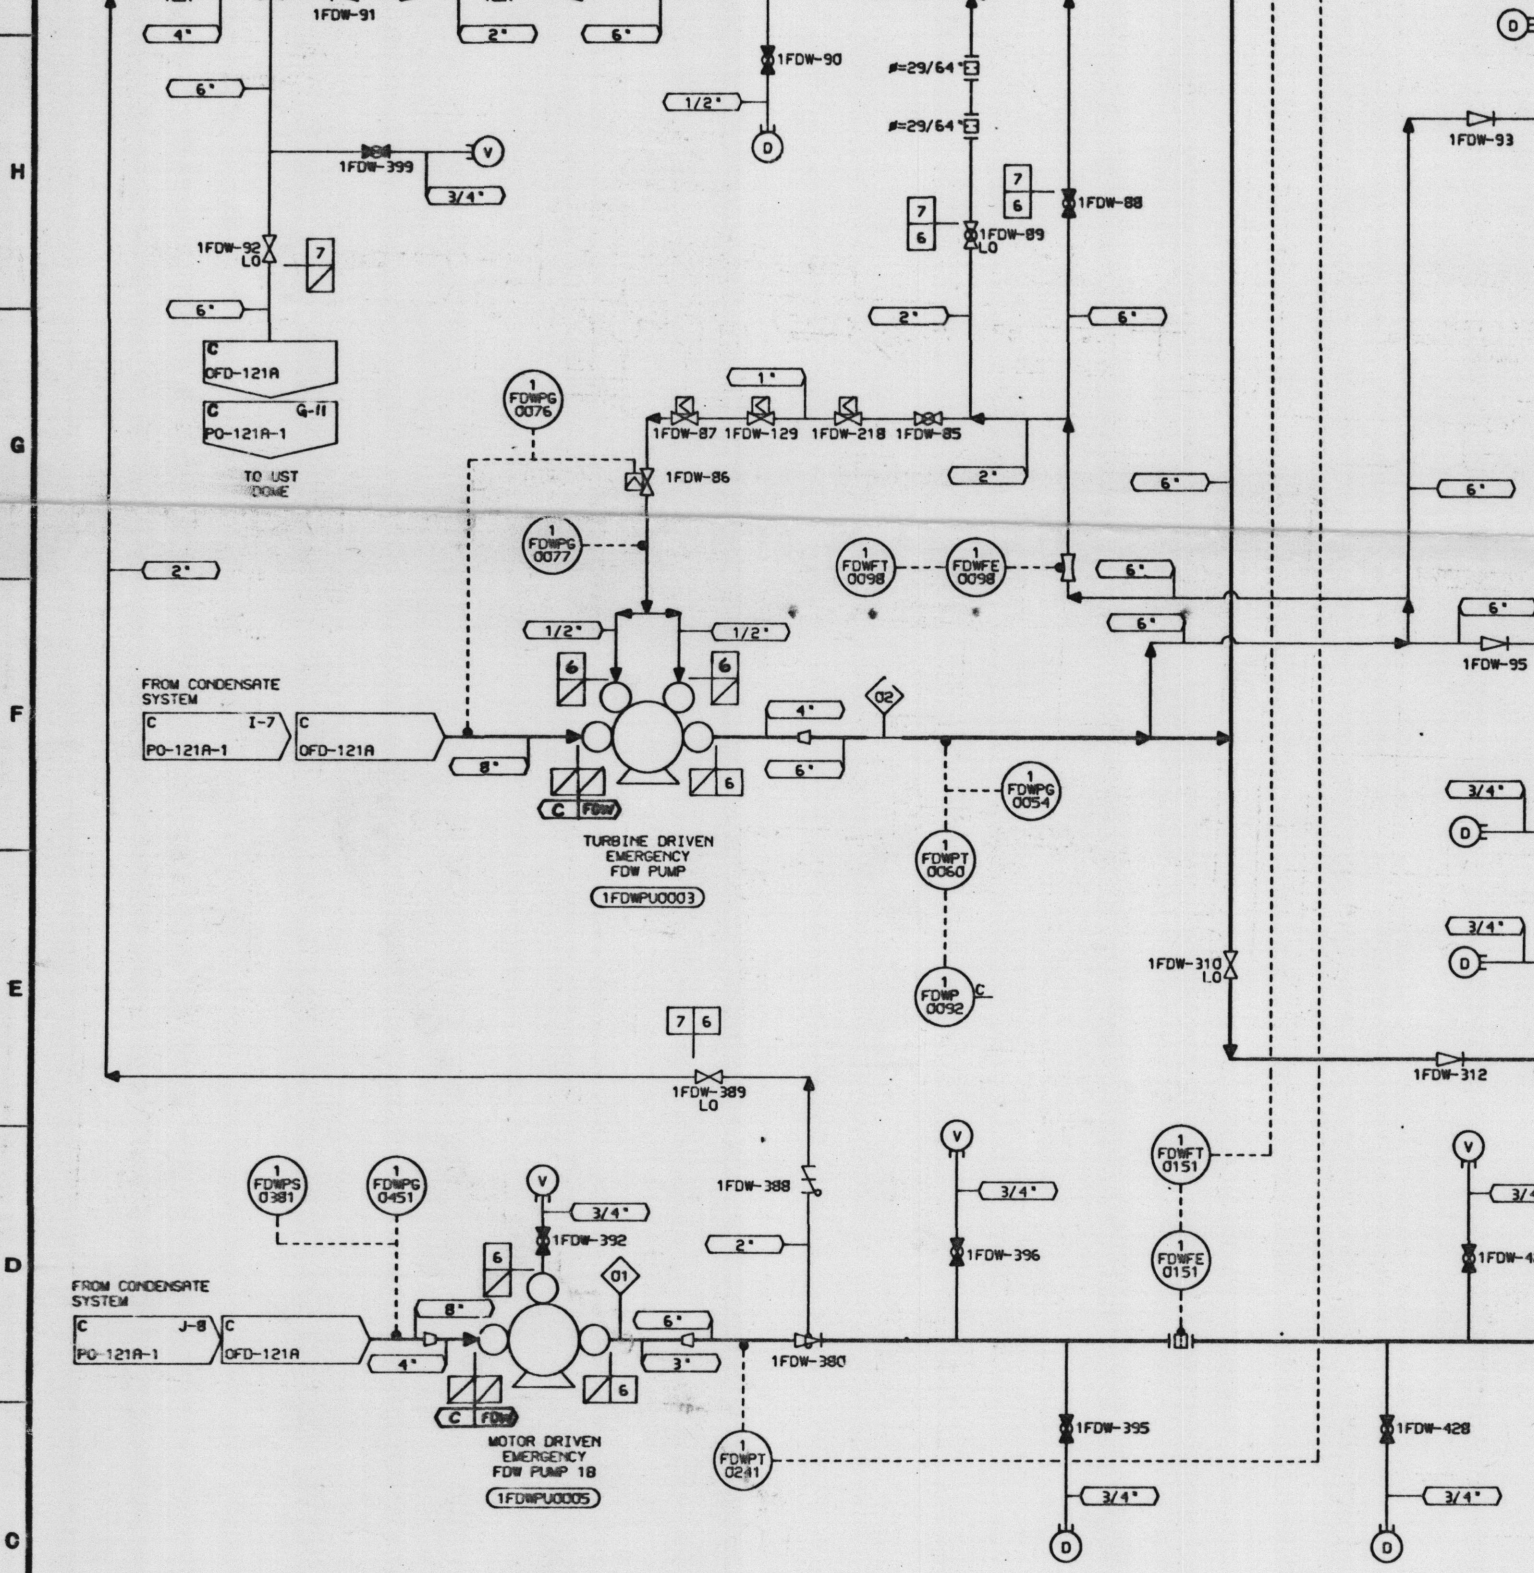 1FDW-91
4"
2"
6"
D
6"
1FDW-90
ø=29/64"
1/2"
ø=29/64"
D
1FDW-93
V
1FDW-399
3/4"
H
7
6
1FDW-88
7
6
1FDW-89
LO
1FDW-92
LO
7
6"
2"
6"
C
OFD-121A
C G-11
PO-121A-1
TO UST
DOME
1
FDWPG
0076
1"
1FDW-87
1FDW-129
1FDW-218
1FDW-85
G
1FDW-86
2"
6"
6"
1
FDWPG
0077
1
FDWFT
0098
1
FDWFE
0098
2"
6"
6"
6"
1/2"
1/2"
1FDW-95
6
6
FROM CONDENSATE
SYSTEM
C I-7
PO-121A-1
C
OFD-121A
F
4"
02
8"
6"
6
C FDW
1
FDWPG
0054
3/4"
D
TURBINE DRIVEN
EMERGENCY
FDW PUMP
1FDWPU0003
1
FDWPT
0060
3/4"
D
1FDW-310
LO
E
1
FDWP
0092
C
7 6
1FDW-389
LO
1FDW-312
V
V
1
FDWFT
0151
1
FDWPS
0381
1
FDWPG
0451
V
1FDW-388
3/4"
3/4"
3/4"
1FDW-392
2"
1FDW-396
1
FDWFE
0151
D
6
01
FROM CONDENSATE
SYSTEM
C J-8
PO-121A-1
C
OFD-121A
8"
6"
4"
3"
1FDW-380
6
C FDW
MOTOR DRIVEN
EMERGENCY
FDW PUMP 1B
1FDWPU0005
1
FDWPT
0241
1FDW-395
1FDW-428
3/4"
3/4"
C
D
D